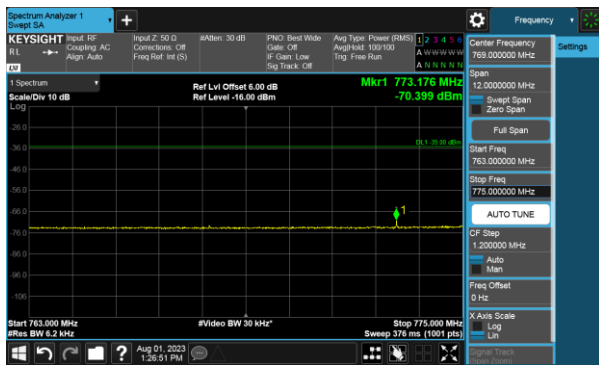 Spectrum Analyzer 1
Swept SA
Frequency
KEYSIGHT
RL
Input: RF
Coupling: AC
Align: Auto
Input Z: 50 Ω
Corrections: Off
Freq Ref: Int (S)
#Atten: 30 dB
PNO: Best Wide
Gate: Off
IF Gain: Low
Sig Track: Off
Avg Type: Power (RMS)
Avg|Hold: 100/100
Trig: Free Run
1 2 3 4 5 6
A W W W W W
A N N N N N
LV
1 Spectrum
Scale/Div 10 dB
Log
Ref Lvl Offset 6.00 dB
Ref Level -16.00 dBm
Mkr1 773.176 MHz
-70.399 dBm
-26.0
-36.0
-46.0
-56.0
-66.0
-76.0
-86.0
-96.0
-106
DL1 -35.00 dBm
1
Start 763.000 MHz
#Res BW 6.2 kHz
#Video BW 30 kHz*
Stop 775.000 MHz
Sweep 376 ms (1001 pts)
Aug 01, 2023
1:26:51 PM
Center Frequency
769.000000 MHz
Settings
Span
12.0000000 MHz
Swept Span
Zero Span
Full Span
Start Freq
763.000000 MHz
Stop Freq
775.000000 MHz
AUTO TUNE
CF Step
1.200000 MHz
Auto
Man
Freq Offset
0 Hz
X Axis Scale
Log
Lin
Signal Track
(Span Zoom)